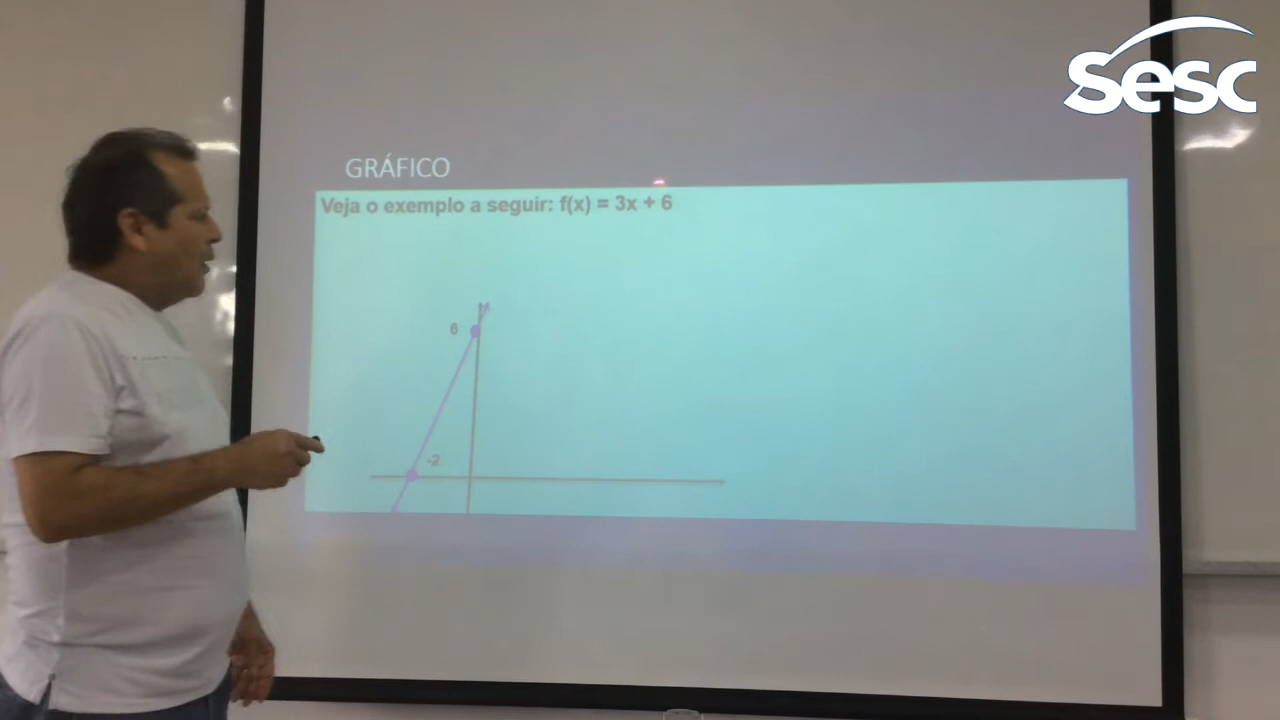 Sesc
GRÁFICO
Veja o exemplo a seguir: f(x) = 3x + 6
6
-2